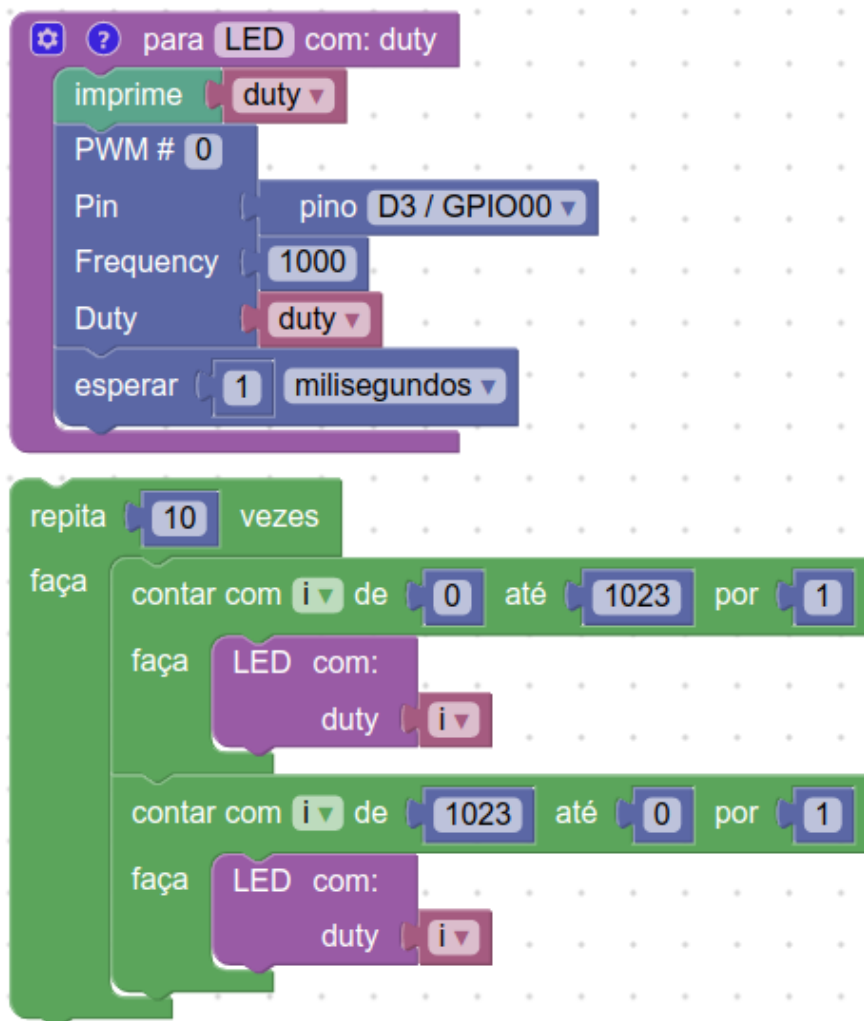 ? para LED com: duty
imprime duty
PWM # 0
Pin pino D3 / GPIO00
Frequency 1000
Duty duty
esperar 1 milisegundos
repita 10 vezes
faça contar com i de 0 até 1023 por 1
faça LED com:
duty i
contar com i de 1023 até 0 por 1
faça LED com:
duty i